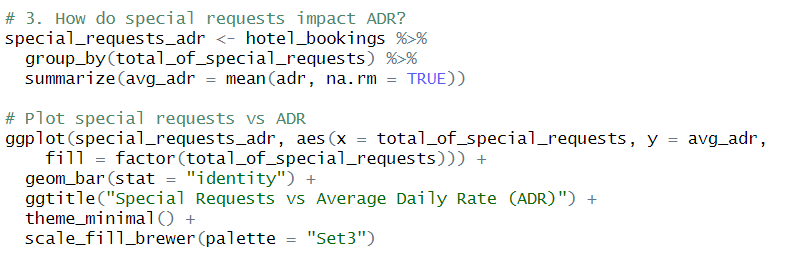 # 3. How do special requests impact ADR?
special_requests_adr <- hotel_bookings %>%
  group_by(total_of_special_requests) %>%
  summarize(avg_adr = mean(adr, na.rm = TRUE))

# Plot special requests vs ADR
ggplot(special_requests_adr, aes(x = total_of_special_requests, y = avg_adr,
    fill = factor(total_of_special_requests))) +
  geom_bar(stat = "identity") +
  ggtitle("Special Requests vs Average Daily Rate (ADR)") +
  theme_minimal() +
  scale_fill_brewer(palette = "Set3")